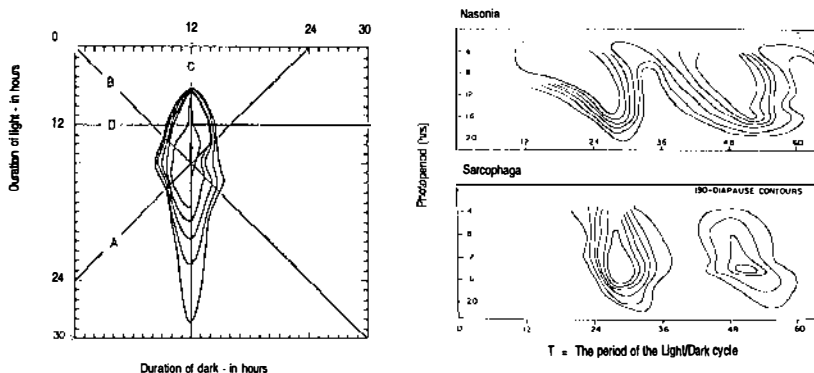 0
12
24
30
12
24
30
C
B
D
A
Duration of light - in hours
Duration of dark - in hours
Nasonia
4
8
12
16
20
12
24
36
48
60
Photoperiod (hrs)
Sarcophaga
190-DIAPAUSE CONTOURS
4
20
0
12
24
36
48
60
T = The period of the Light/Dark cycle